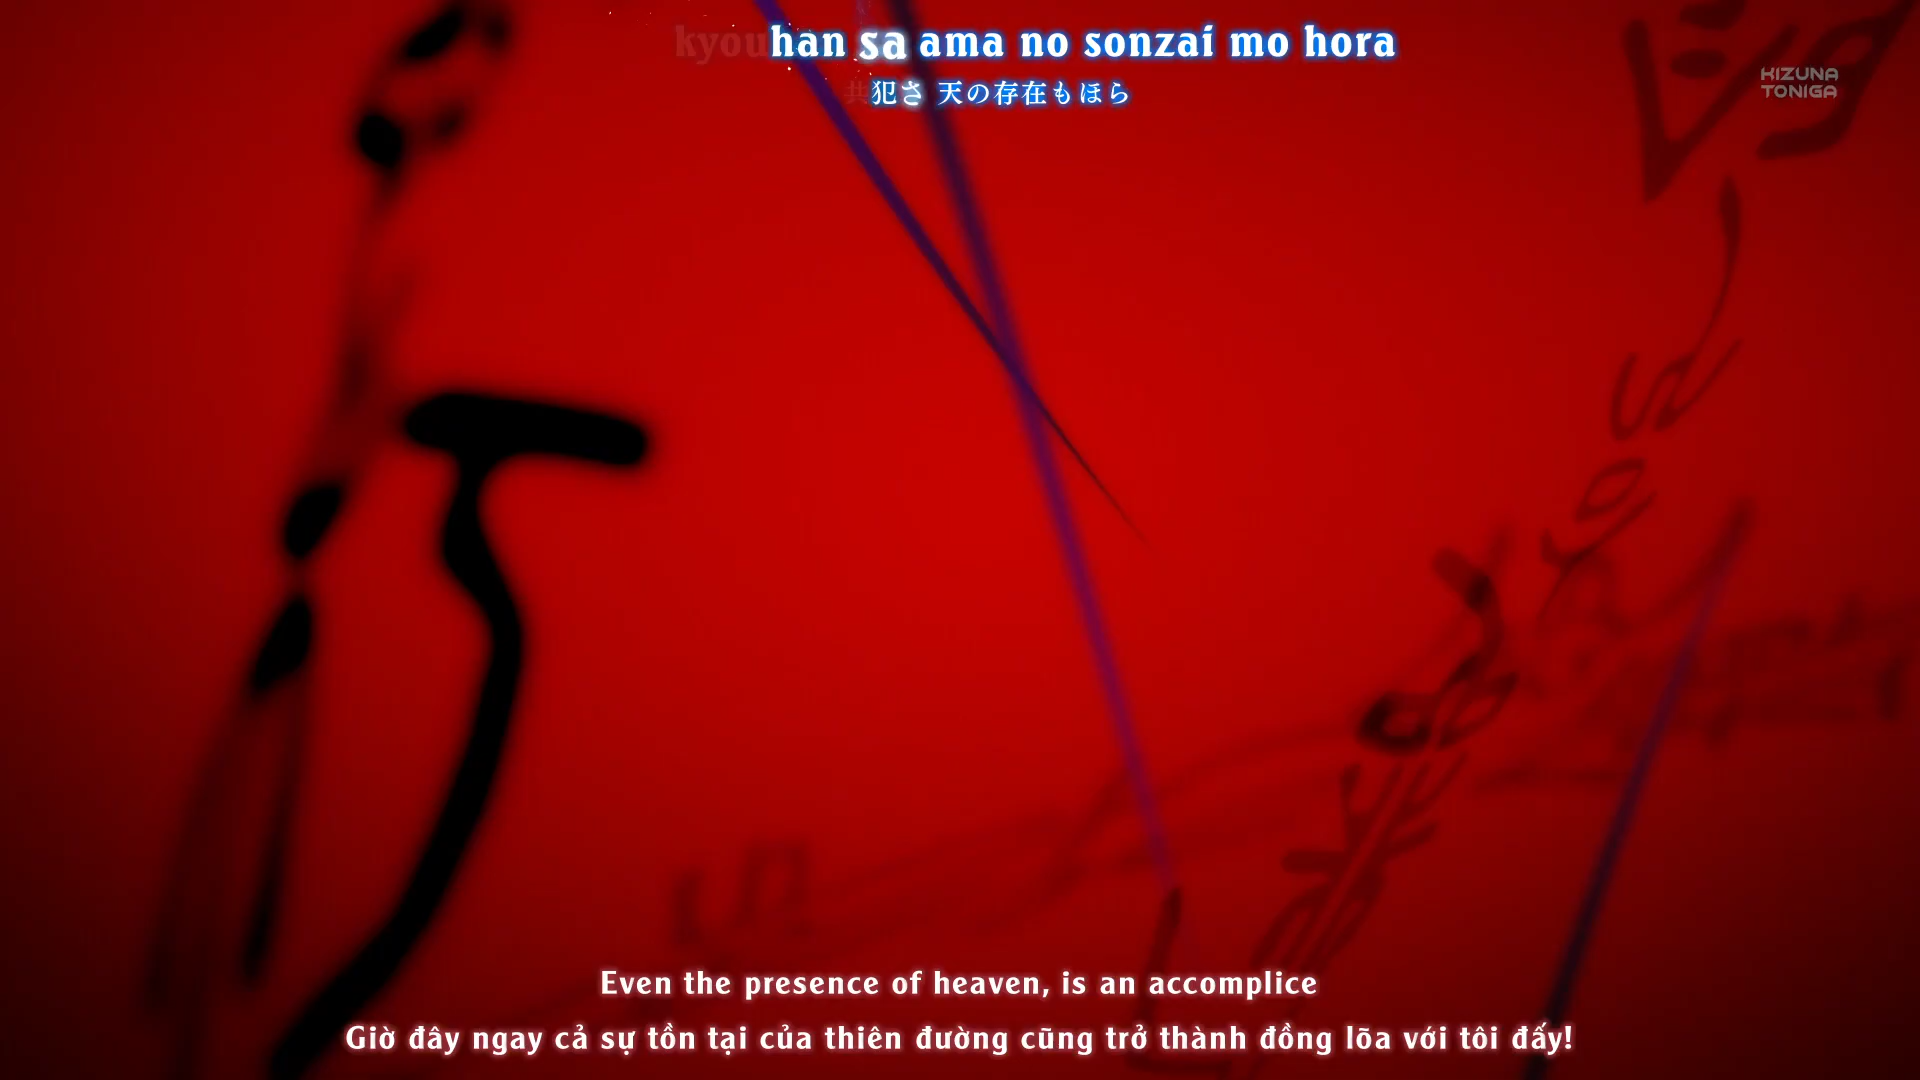 kyouhan sa ama no sonzai mo hora
共犯さ 天の存在もほら
KIZUNA
TONIGA
Even the presence of heaven, is an accomplice
Giờ đây ngay cả sự tồn tại của thiên đường cũng trở thành đồng lõa với tôi đấy!